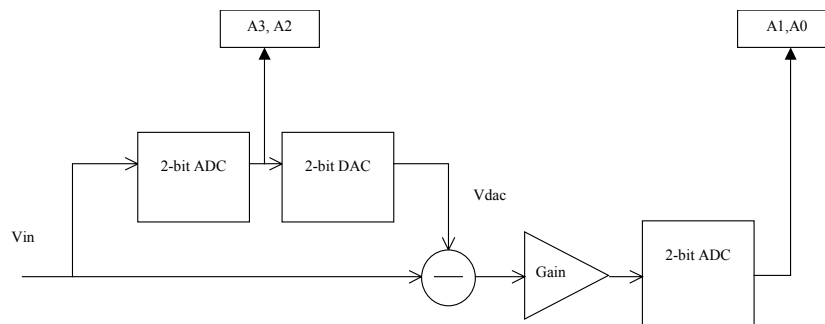 A3, A2
A1,A0
2-bit ADC
2-bit DAC
Vdac
Vin
Gain
2-bit ADC